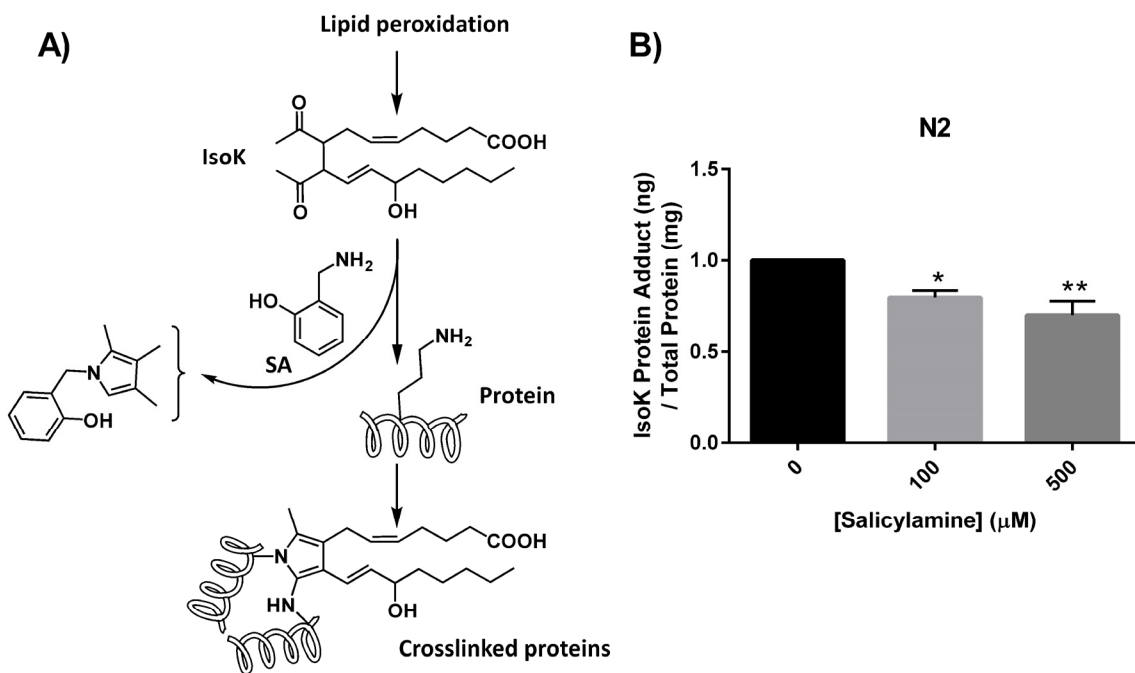 A)
Lipid peroxidation
O
COOH
IsoK
O
OH
NH2
HO
SA
N
OH
NH2
Protein
N
COOH
HN
OH
Crosslinked proteins
B)
N2
IsoK Protein Adduct (ng)
/ Total Protein (mg)
1.5
1.0
0.5
0.0
*
**
0
100
500
[Salicylamine] (μM)